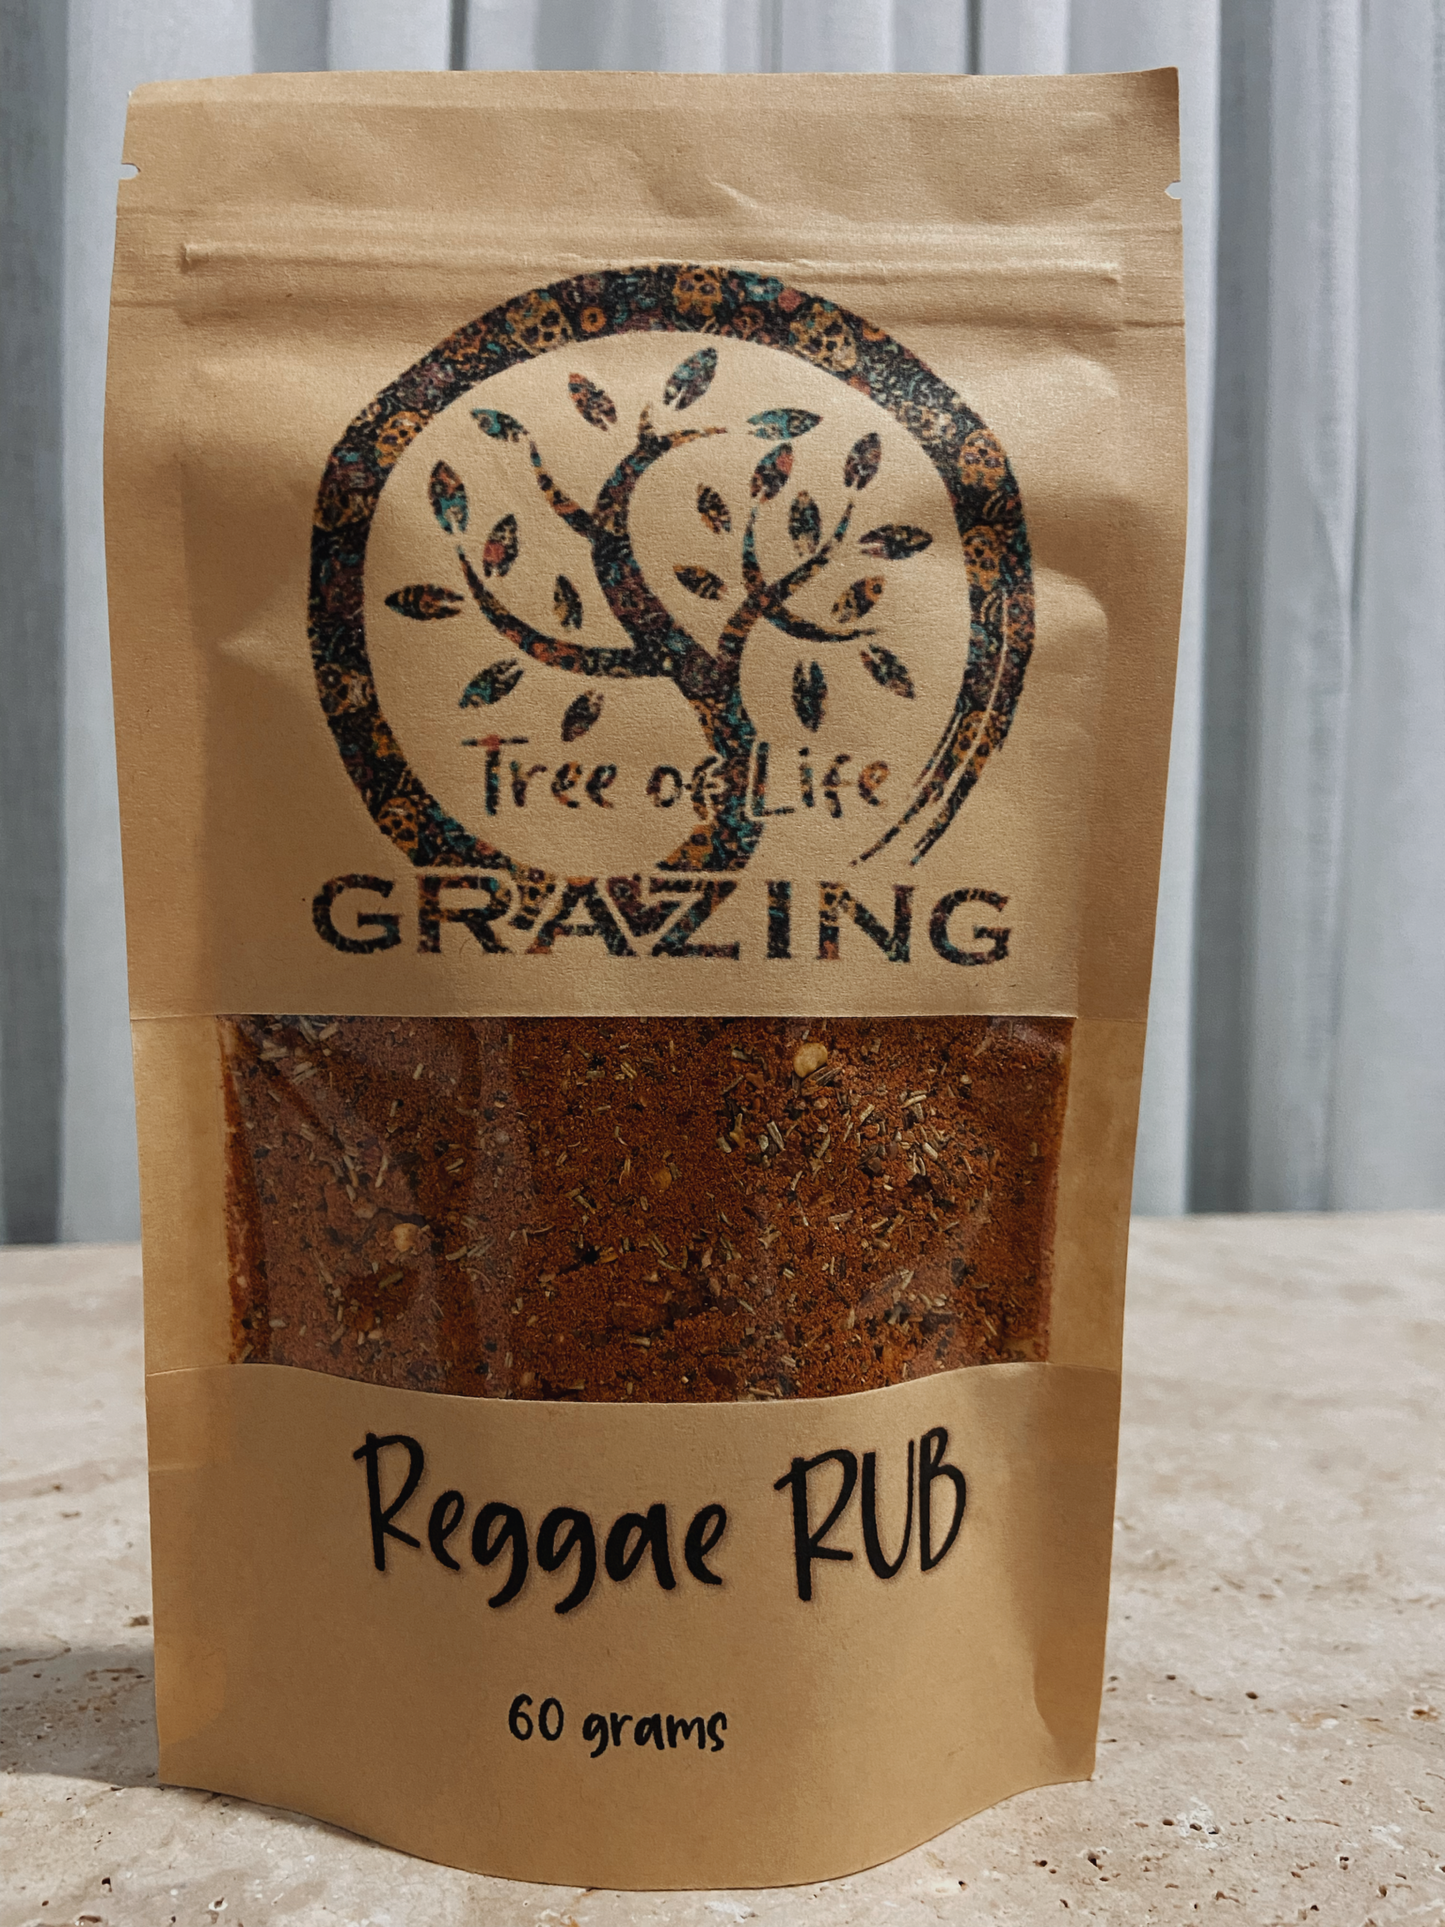 Tree of Life
GRAZING
Reggae RUB
60 grams